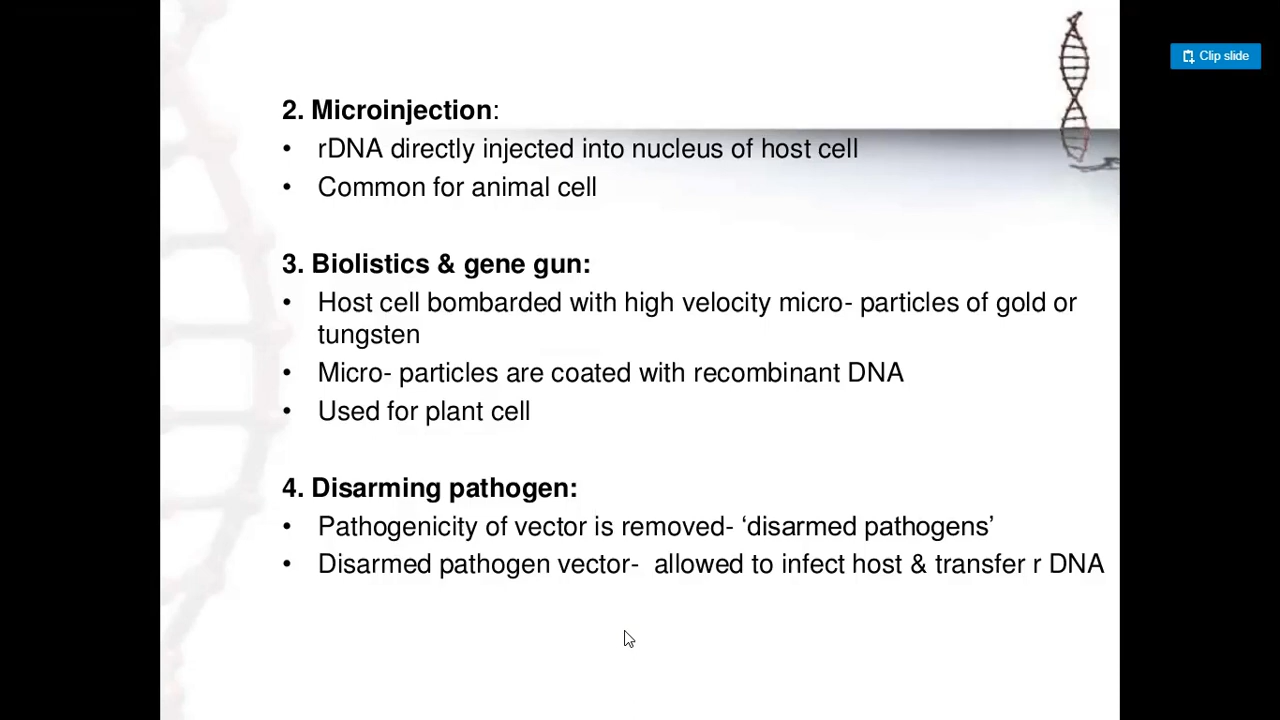 Clip slide
2. Microinjection:
• rDNA directly injected into nucleus of host cell
• Common for animal cell
3. Biolistics & gene gun:
• Host cell bombarded with high velocity micro- particles of gold or
tungsten
• Micro- particles are coated with recombinant DNA
• Used for plant cell
4. Disarming pathogen:
• Pathogenicity of vector is removed- ‘disarmed pathogens’
• Disarmed pathogen vector-  allowed to infect host & transfer r DNA